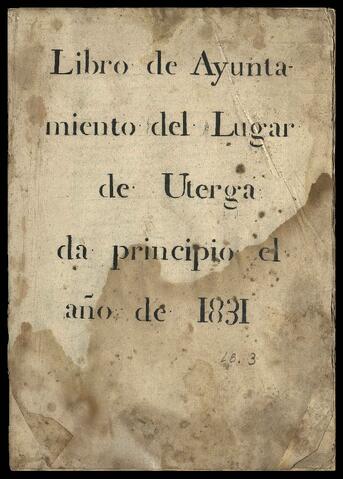 Libro de Ayunta-
miento del Lugar
de Uterga
da principio el
año de 1831
LB. 3